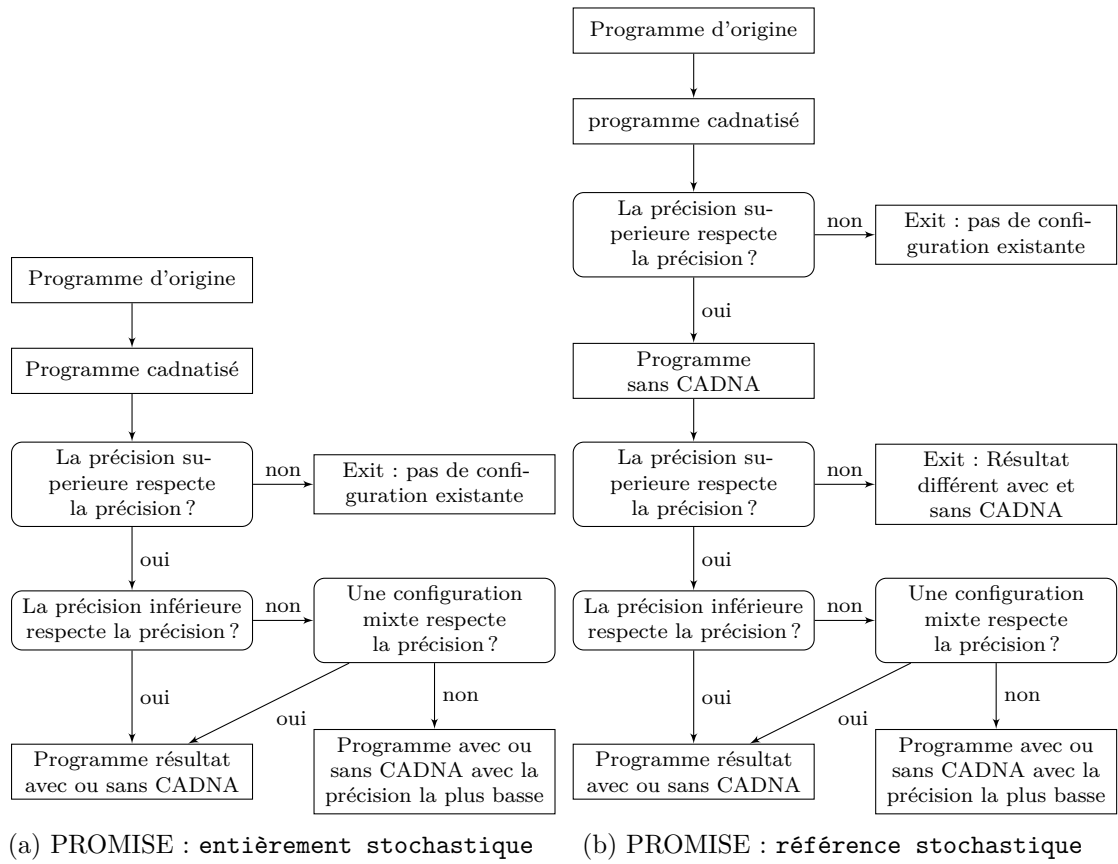 Programme d'origine
Programme cadnatisé
La précision su-
perieure respecte
la précision ?
non
Exit : pas de confi-
guration existante
oui
La précision inférieure
respecte la précision ?
non
Une configuration
mixte respecte
la précision ?
oui
oui
non
Programme résultat
avec ou sans CADNA
Programme avec ou
sans CADNA avec la
précision la plus basse
(a) PROMISE : entièrement stochastique
Programme d'origine
programme cadnatisé
La précision su-
perieure respecte
la précision ?
non
Exit : pas de confi-
guration existante
oui
Programme
sans CADNA
La précision su-
perieure respecte
la précision ?
non
Exit : Résultat
différent avec et
sans CADNA
oui
La précision inférieure
respecte la précision ?
non
Une configuration
mixte respecte
la précision ?
oui
oui
non
Programme résultat
avec ou sans CADNA
Programme avec ou
sans CADNA avec la
précision la plus basse
(b) PROMISE : référence stochastique